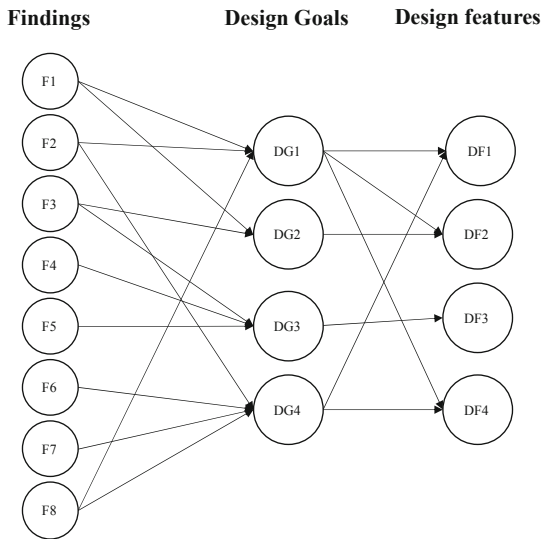 Findings Design Goals Design features
F1
F2
F3
F4
F5
F6
F7
F8
DG1
DG2
DG3
DG4
DF1
DF2
DF3
DF4